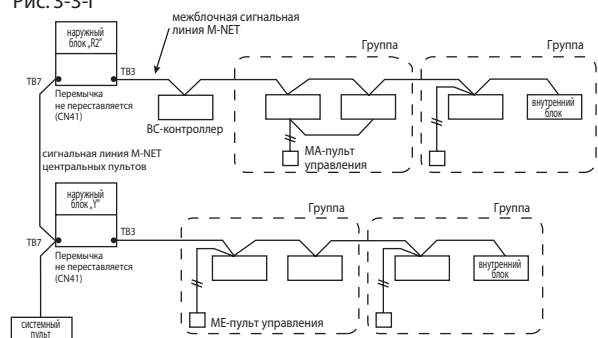 Рис. 3-3-I
межблочная сигнальная
линия M-NET
наружный
блок „R2"
Группа
Группа
TB7
TB3
Перемычка
не переставляется
(CN41)
BC-контроллер
внутренний
блок
MA-пульт
управления
сигнальная линия M-NET
центральных пультов
наружный
блок „Y"
Группа
Группа
TB7
TB3
Перемычка
не переставляется
(CN41)
внутренний
блок
системный
пульт
ME-пульт управления